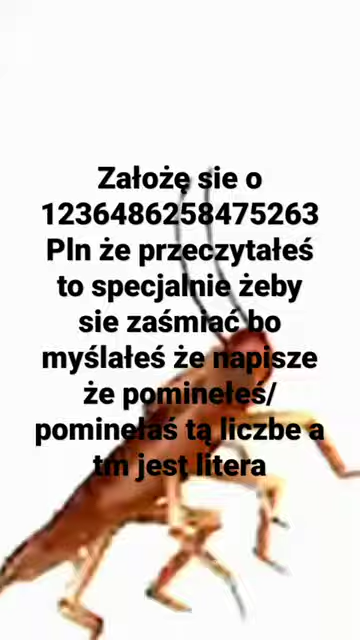 Założę sie o
1236486258475263
Pln że przeczytałeś
to specjalnie żeby
sie zaśmiać bo
myślałeś że napisze
że pominełeś/
pominełaś tą liczbe a
tm jest litera